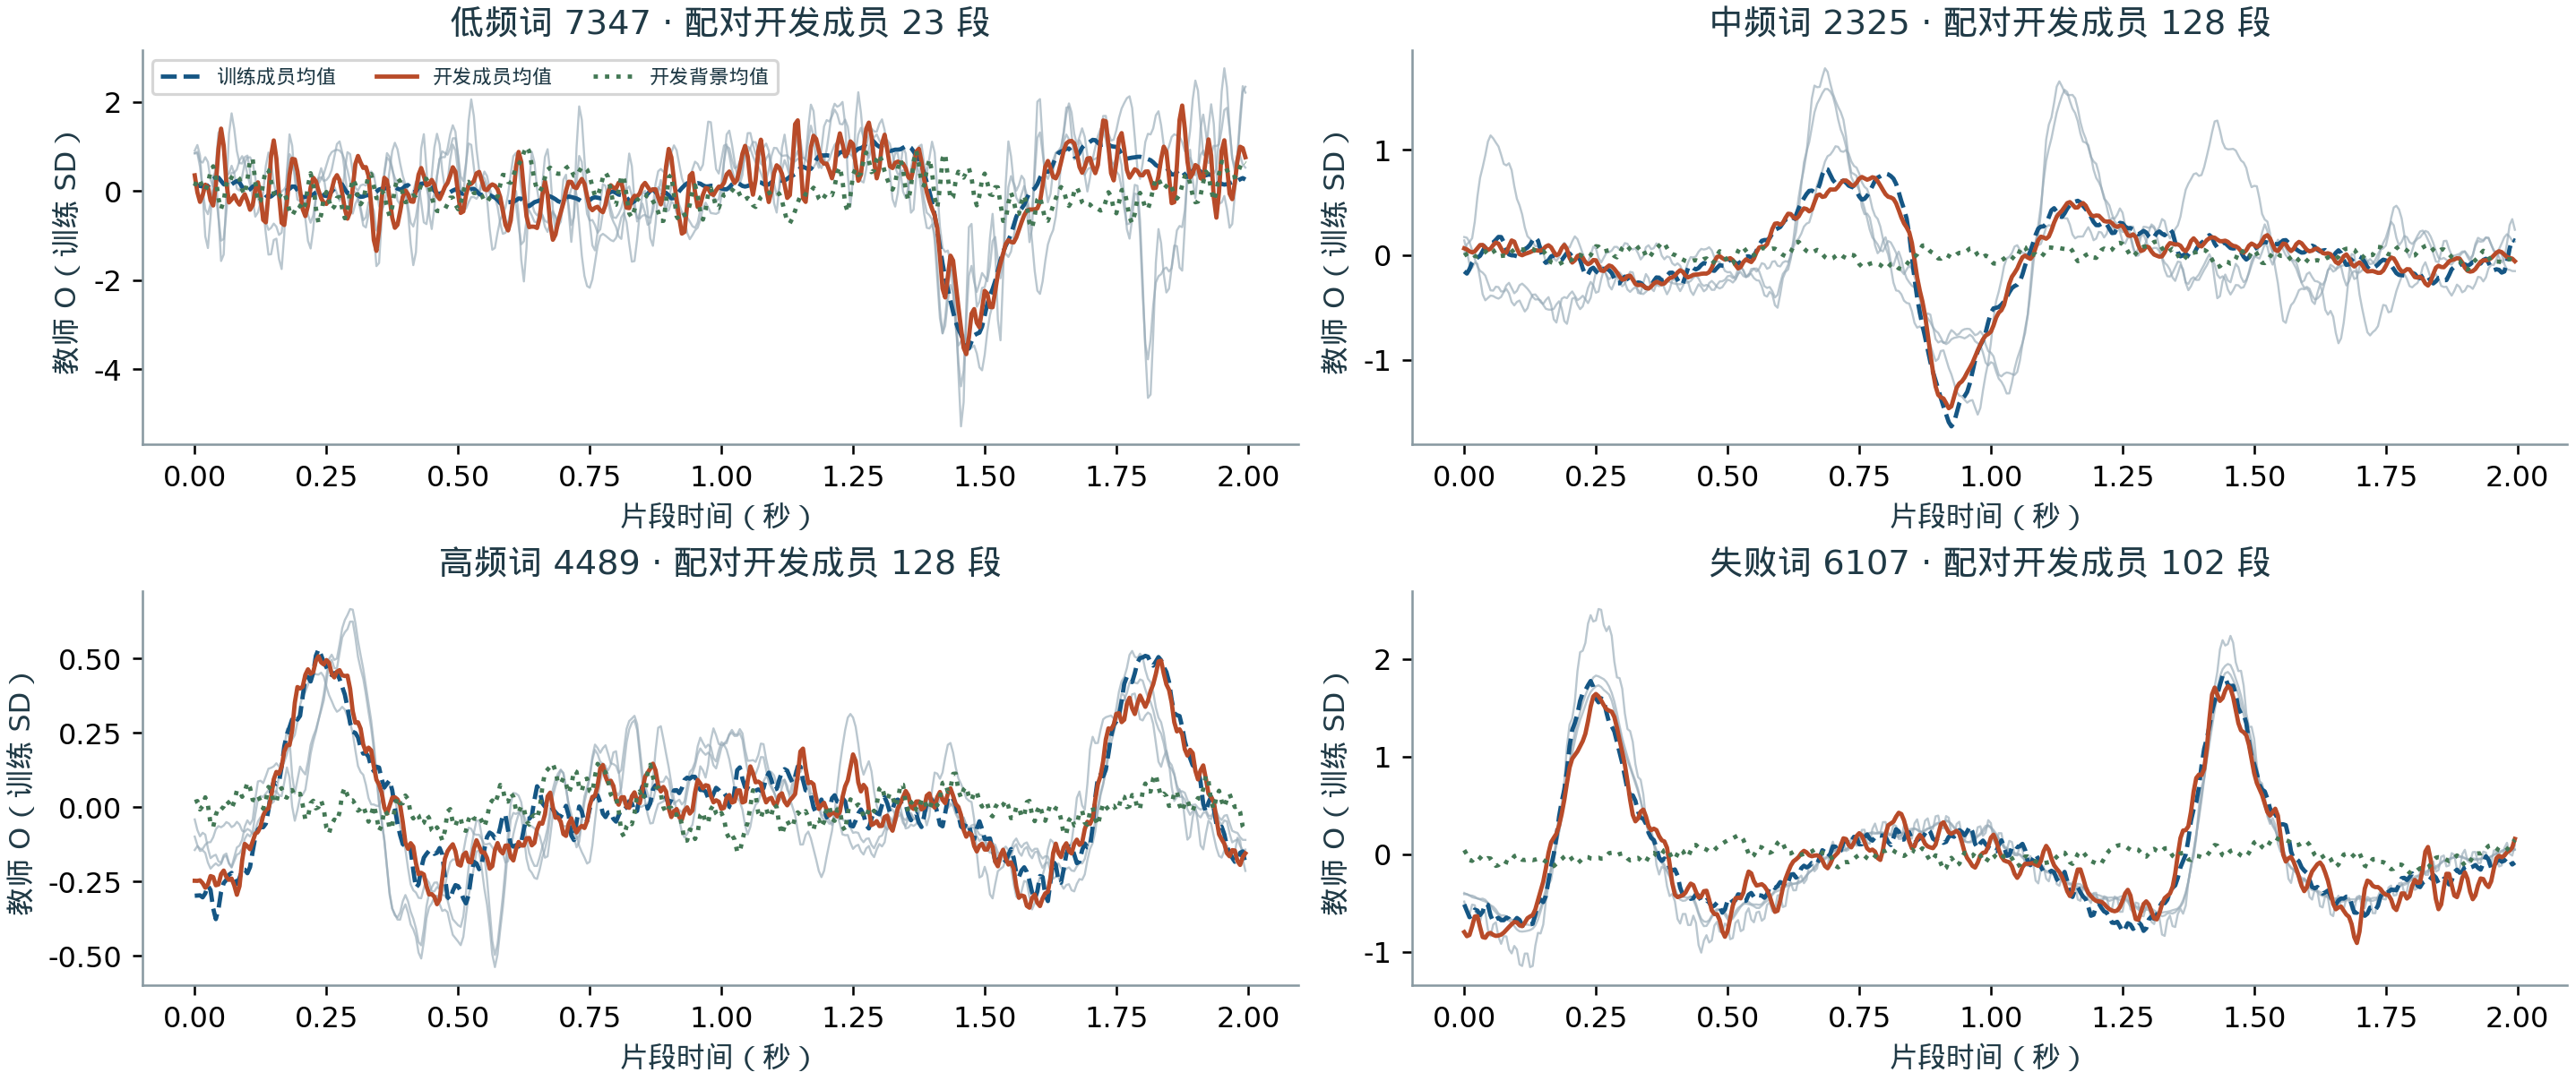 低频词 7347 · 配对开发成员 23 段
训练成员均值 开发成员均值 开发背景均值
教师 O（训练 SD）
2
0
-2
-4
0.00 0.25 0.50 0.75 1.00 1.25 1.50 1.75 2.00
片段时间（秒）
中频词 2325 · 配对开发成员 128 段
教师 O（训练 SD）
1
0
-1
0.00 0.25 0.50 0.75 1.00 1.25 1.50 1.75 2.00
片段时间（秒）
高频词 4489 · 配对开发成员 128 段
教师 O（训练 SD）
0.50
0.25
0.00
-0.25
-0.50
0.00 0.25 0.50 0.75 1.00 1.25 1.50 1.75 2.00
片段时间（秒）
失败词 6107 · 配对开发成员 102 段
教师 O（训练 SD）
2
1
0
-1
0.00 0.25 0.50 0.75 1.00 1.25 1.50 1.75 2.00
片段时间（秒）